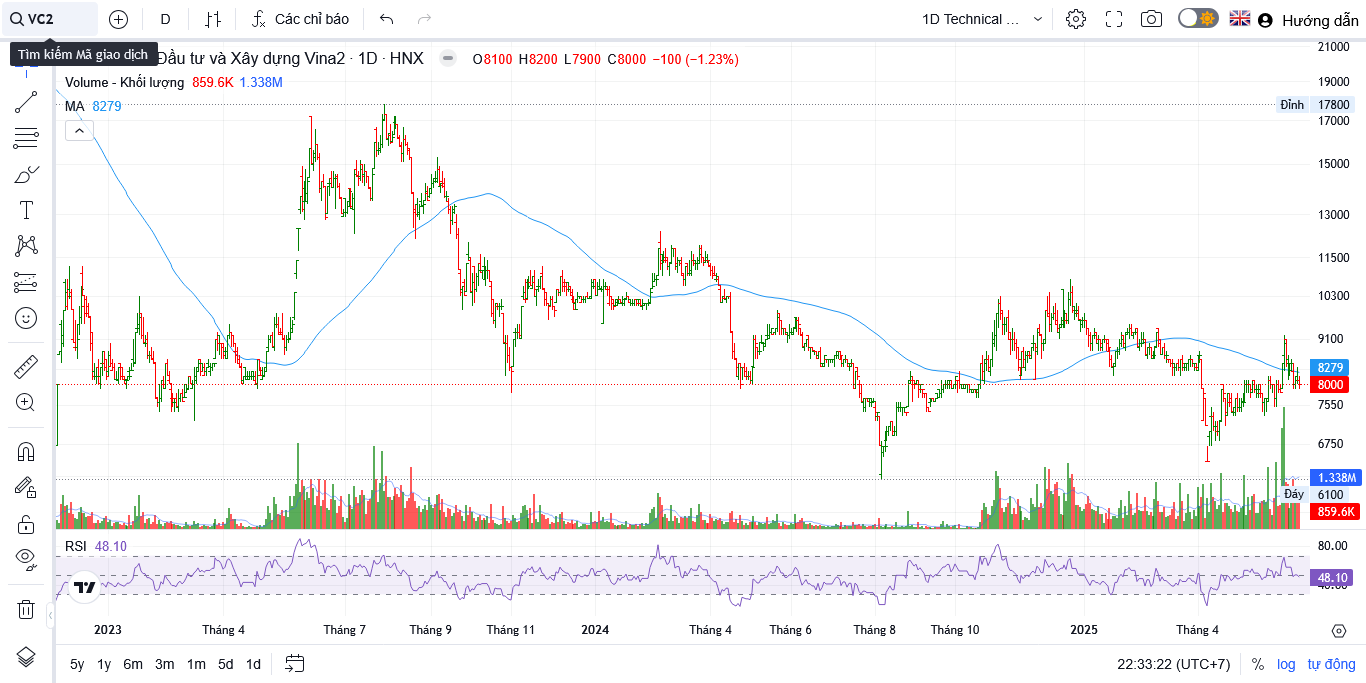 VC2
D
Các chỉ báo
1D Technical ...
Hướng dẫn
Tìm kiếm Mã giao dịch
Đầu tư và Xây dựng Vina2 · 1D · HNX
O8100 H8200 L7900 C8000 −100 (−1.23%)
Volume - Khối lượng 859.6K 1.338M
MA 8279
21000
19000
Đỉnh 17800
17000
15000
13000
11500
10300
9100
8279
8000
7550
6750
1.338M
Đáy 6100
859.6K
RSI 48.10
80.00
48.10
40.00
2023 Tháng 4 Tháng 7 Tháng 9 Tháng 11 2024 Tháng 4 Tháng 6 Tháng 8 Tháng 10 2025 Tháng 4
5y 1y 6m 3m 1m 5d 1d
22:33:22 (UTC+7) % log tự động